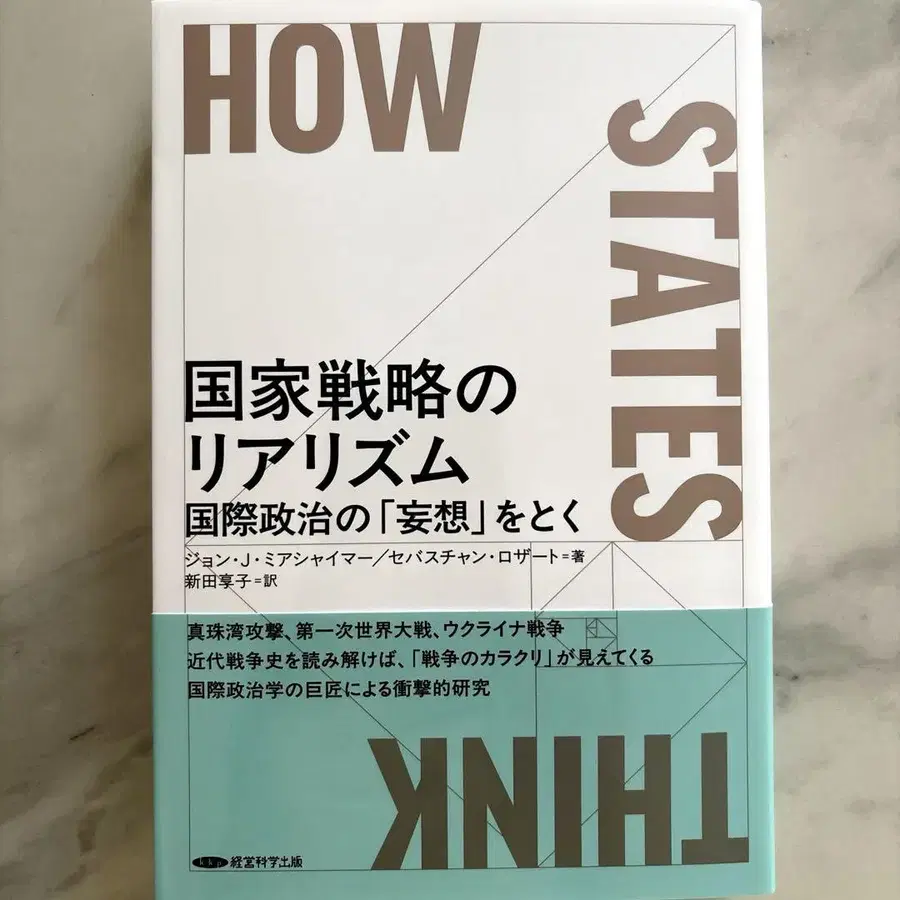 HOW
STATES
国家戦略の
リアリズム
国際政治の「妄想」をとく
ジョン・J・ミアシャイマー/セバスチャン・ロザート=著
新田享子=訳
真珠湾攻撃、第一次世界大戦、ウクライナ戦争
近代戦争史を読み解けば、「戦争のカラクリ」が見えてくる
国際政治学の巨匠による衝撃的研究
THINK
kkp 経営科学出版